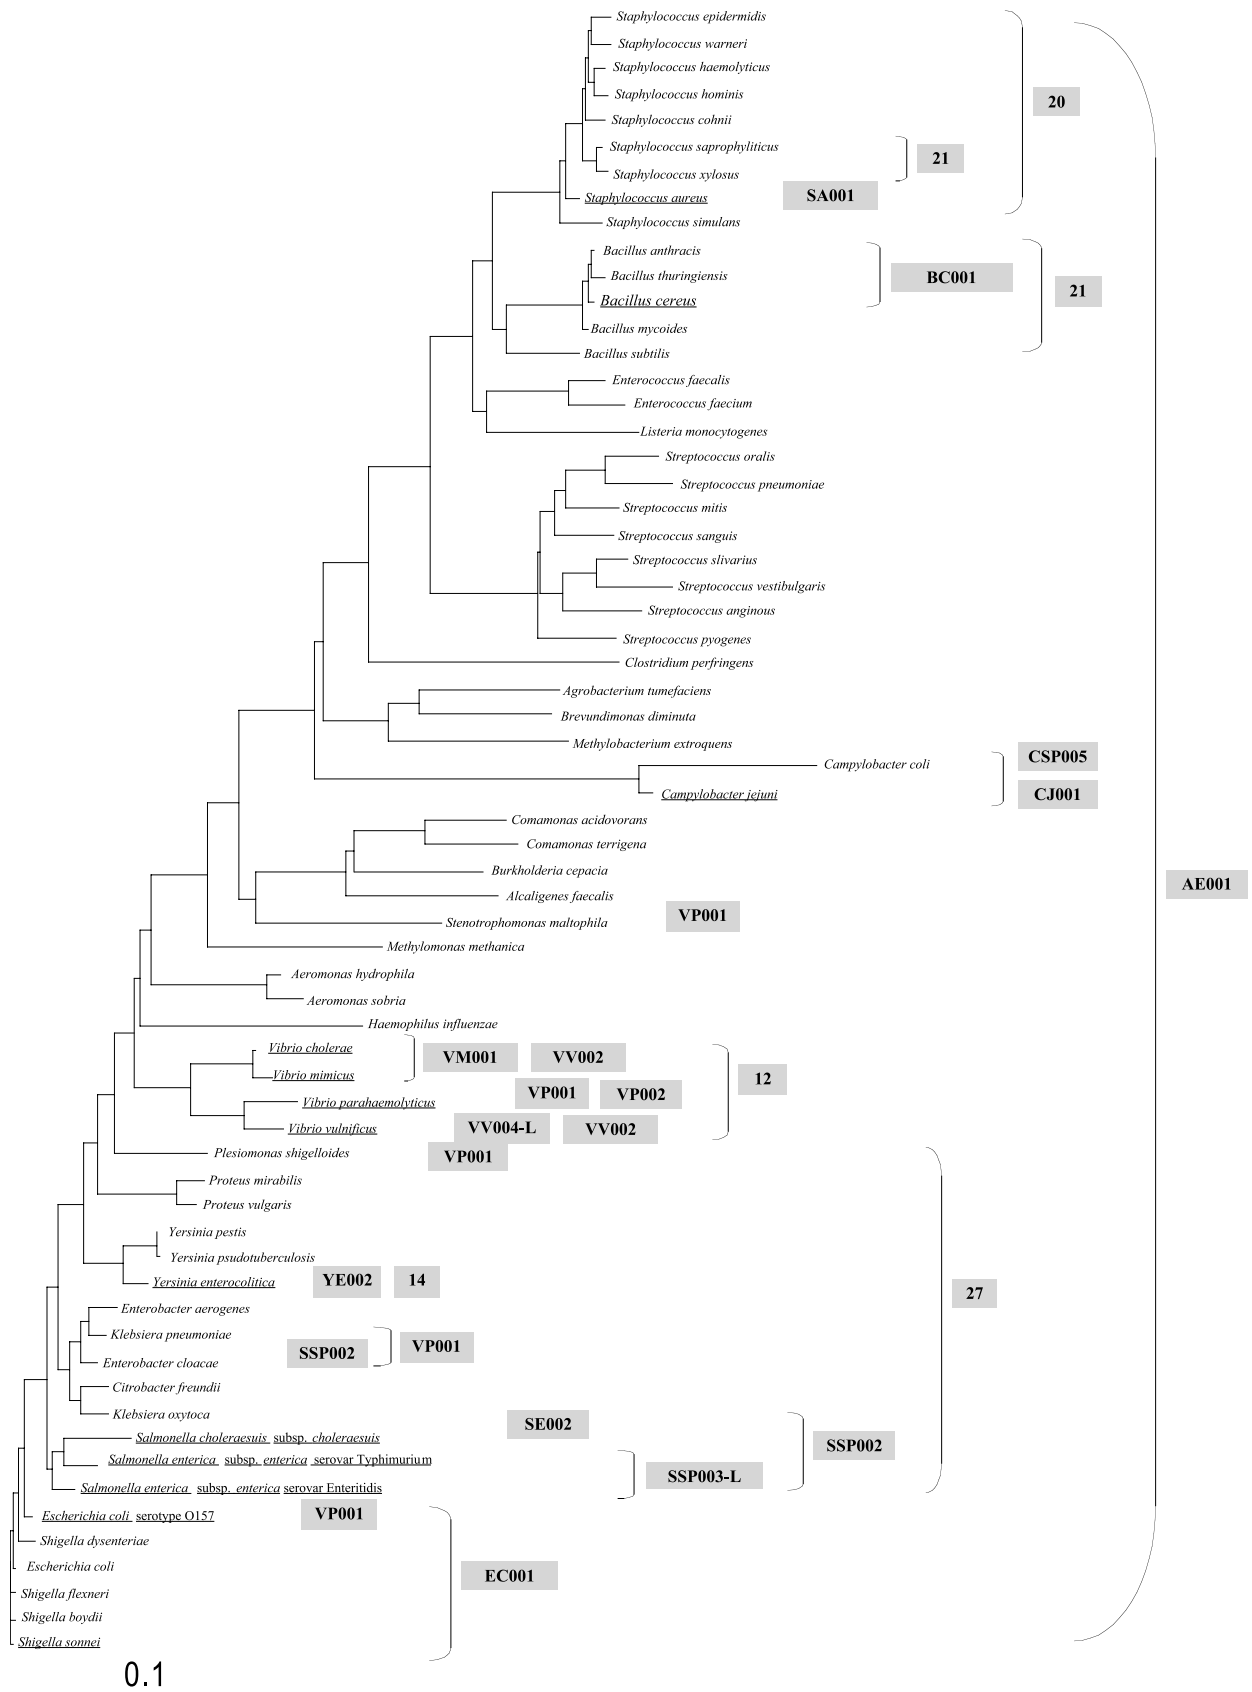 Staphylococcus epidermidis
Staphylococcus warneri
Staphylococcus haemolyticus
Staphylococcus hominis
20
Staphylococcus cohnii
Staphylococcus saprophyliticus
21
Staphylococcus xylosus
Staphylococcus aureus SA001
Staphylococcus simulans
Bacillus anthracis
Bacillus thuringiensis BC001
21
Bacillus cereus
Bacillus mycoides
Bacillus subtilis
Enterococcus faecalis
Enterococcus faecium
Listeria monocytogenes
Streptococcus oralis
Streptococcus pneumoniae
Streptococcus mitis
Streptococcus sanguis
Streptococcus slivarius
Streptococcus vestibulgaris
Streptococcus anginous
Streptococcus pyogenes
Clostridium perfringens
Agrobacterium tumefaciens
Brevundimonas diminuta
Methylobacterium extroquens
CSP005
Campylobacter coli
Campylobacter jejuni CJ001
Comamonas acidovorans
Comamonas terrigena
Burkholderia cepacia
AE001
Alcaligenes faecalis
Stenotrophomonas maltophila VP001
Methylomonas methanica
Aeromonas hydrophila
Aeromonas sobria
Haemophilus influenzae
Vibrio cholerae VM001 VV002
Vibrio mimicus 12
VP001 VP002
Vibrio parahaemolyticus
Vibrio vulnificus VV004-L VV002
Plesiomonas shigelloides VP001
Proteus mirabilis
Proteus vulgaris
Yersinia pestis
Yersinia psudotuberculosis
Yersinia enterocolitica YE002 14
27
Enterobacter aerogenes
Klebsiera pneumoniae
SSP002 VP001
Enterobacter cloacae
Citrobacter freundii
Klebsiera oxytoca
SE002
Salmonella choleraesuis subsp. choleraesuis
SSP002
Salmonella enterica subsp. enterica serovar Typhimurium
SSP003-L
Salmonella enterica subsp. enterica serovar Enteritidis
Escherichia coli serotype O157 VP001
Shigella dysenteriae
Escherichia coli
EC001
Shigella flexneri
Shigella boydii
Shigella sonnei
0.1